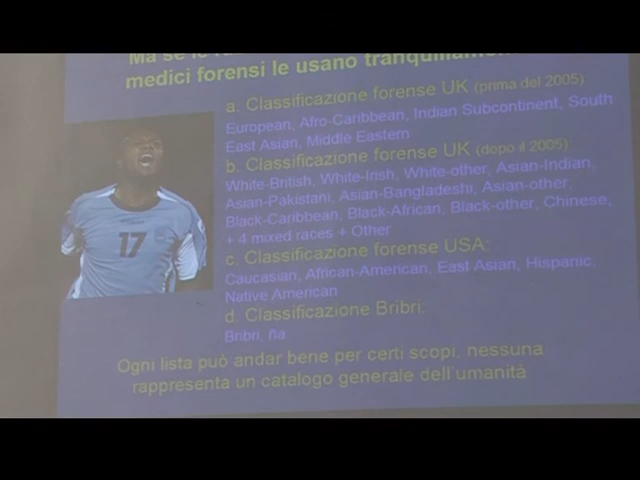 Ma se le
medici forensi le usano
a. Classificazione forense UK (prima del 2005):
European, Afro-Caribbean, Indian Subcontinent, South
East Asian, Middle Eastern
b. Classificazione forense UK (dopo il 2005):
White-British, White-Irish, White-other, Asian-Indian,
Asian-Pakistani, Asian-Bangladeshi, Asian-other,
Black-Caribbean, Black-African, Black-other, Chinese,
+ 4 mixed races + Other
c. Classificazione forense USA:
Caucasian, African-American, East Asian, Hispanic,
Native American
d. Classificazione Bribri:
Bribri, ña
17
Ogni lista può andar bene per certi scopi, nessuna
rappresenta un catalogo generale dell'umanità